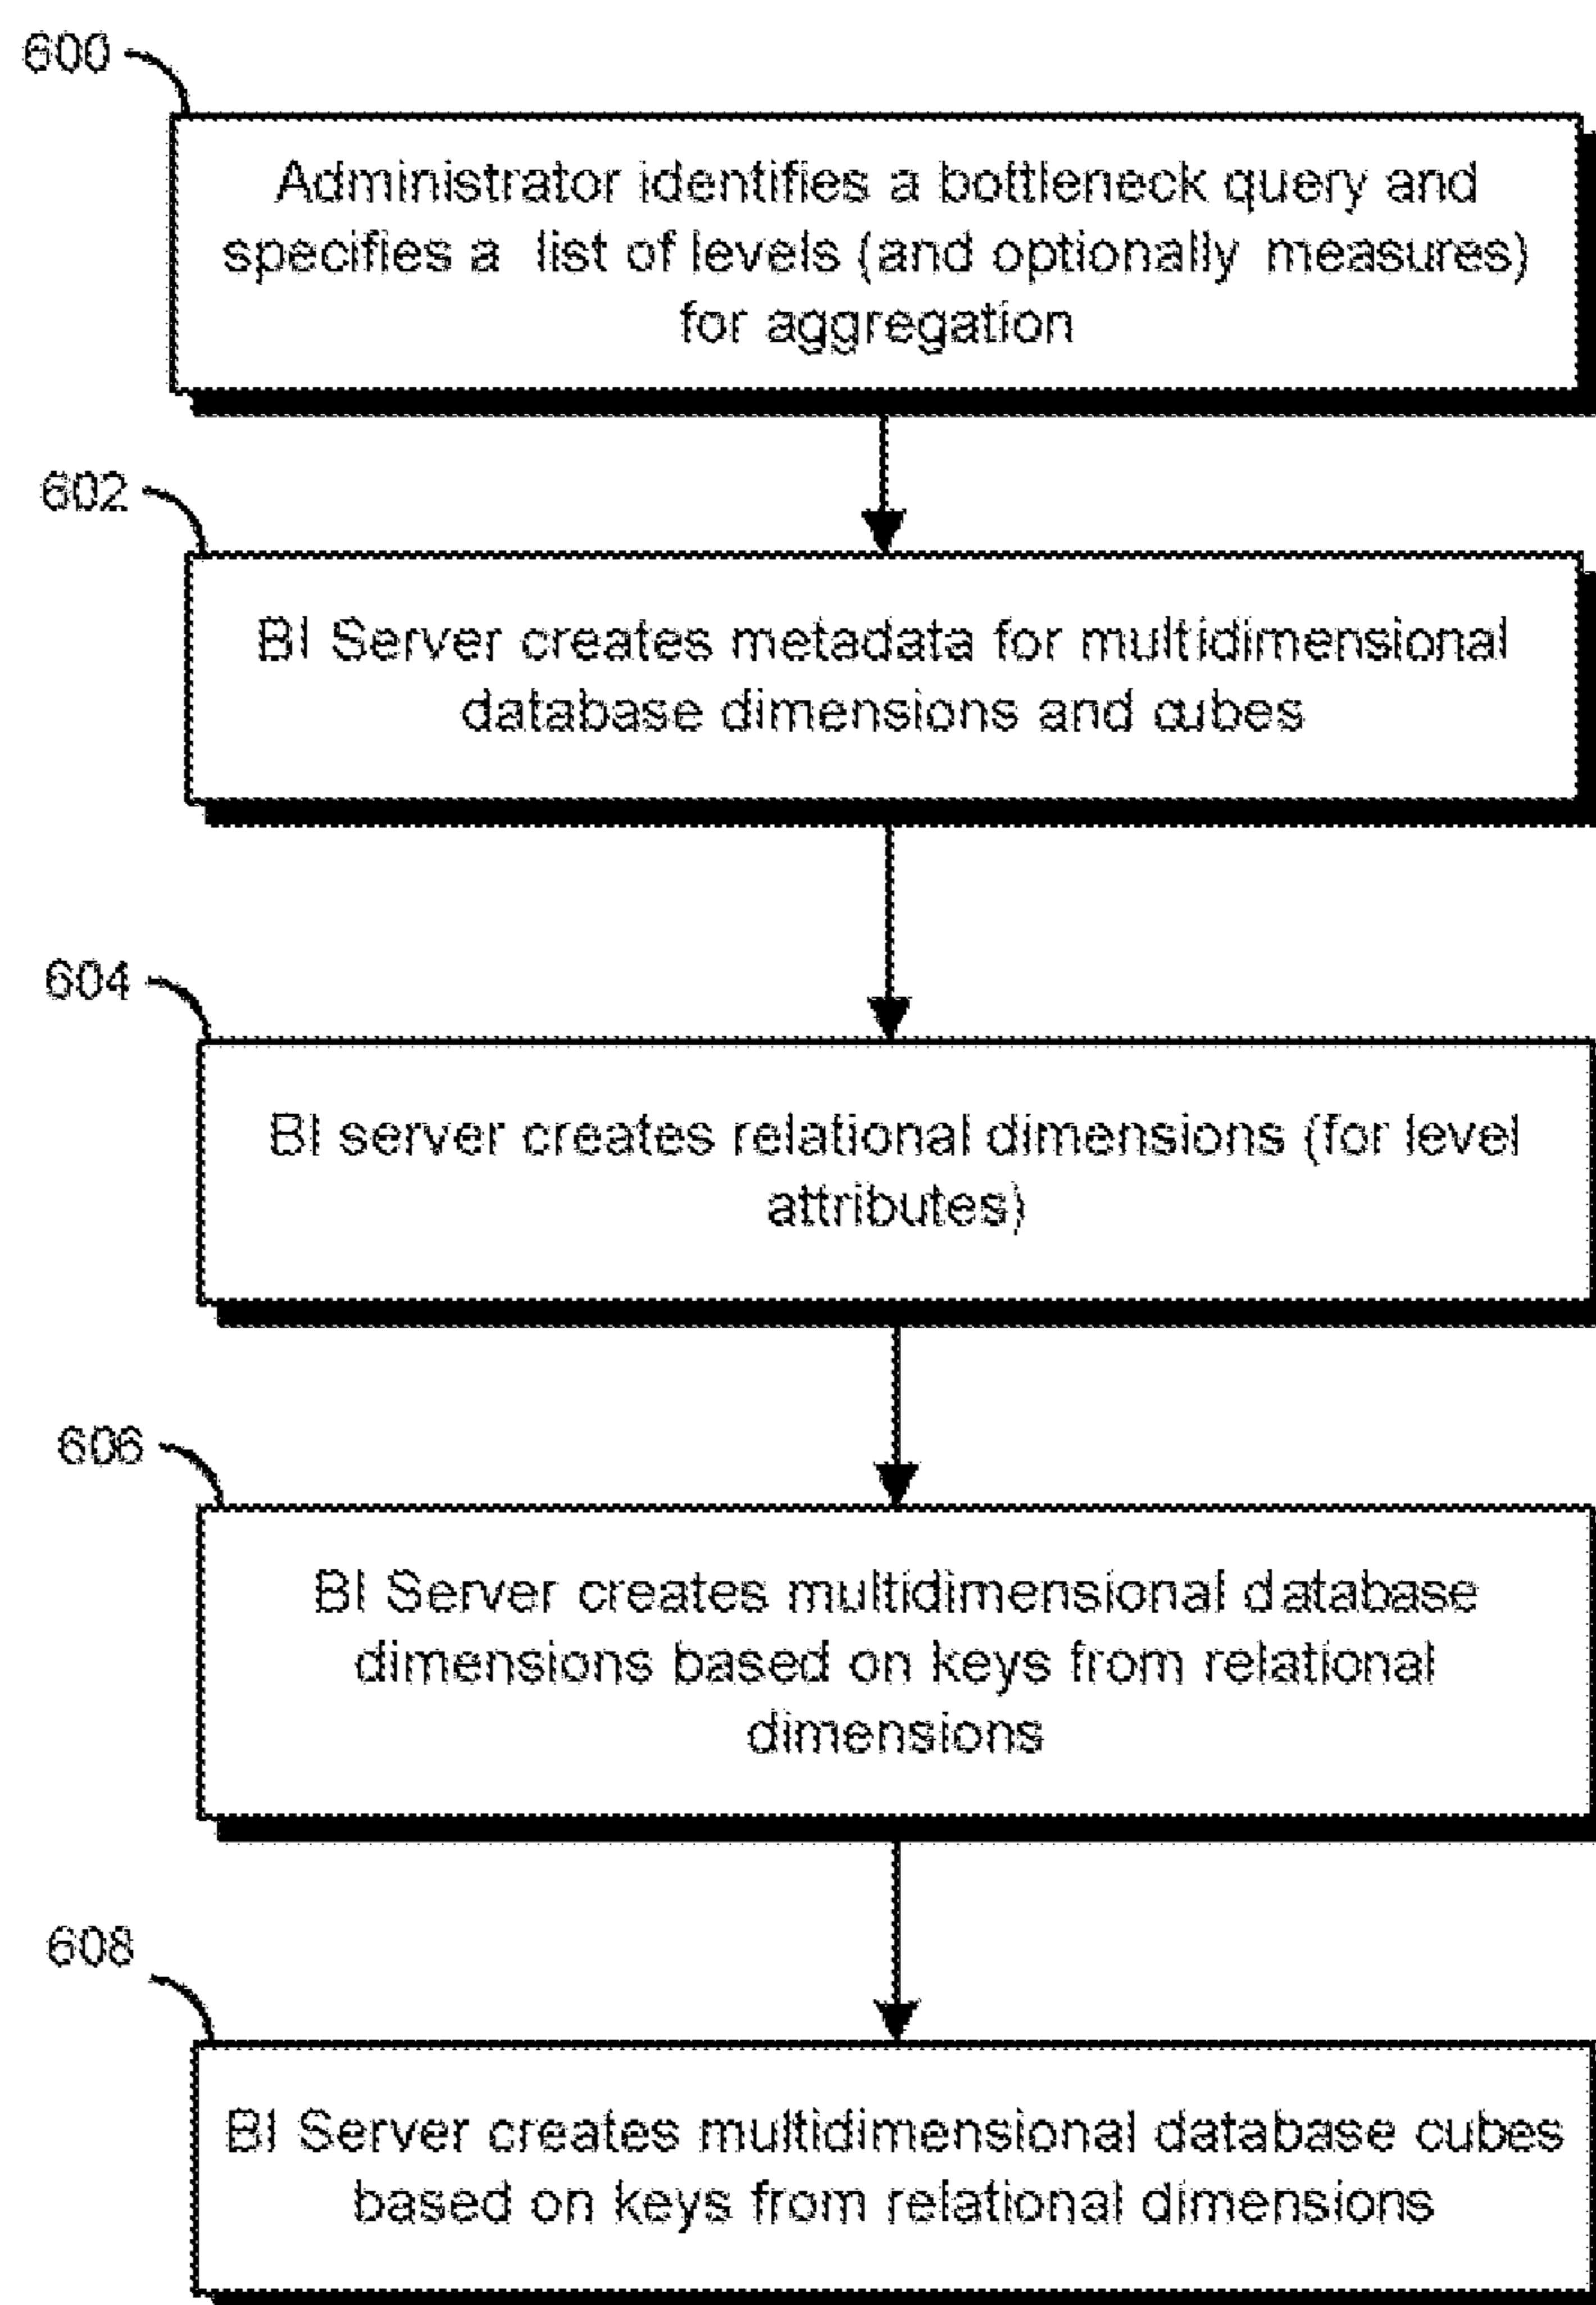 600
Administrator identifies a bottleneck query and
specifies a list of levels (and optionally measures)
for aggregation
602
BI Server creates metadata for multidimensional
database dimensions and cubes
604
BI server creates relational dimensions (for level
attributes)
606
BI Server creates multidimensional database
dimensions based on keys from relational
dimensions
608
BI Server creates multidimensional database cubes
based on keys from relational dimensions